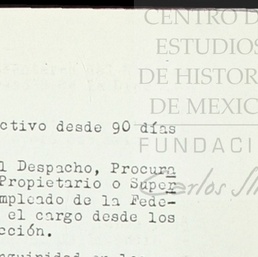 CENTRO D
ESTUDIOS
DE HISTOR
DE MEXIC
ctivo desde 90 días
FUNDACI
l Despacho, Procura
Propietario o Super
mpleado de la Fede-
el cargo desde los
cción.